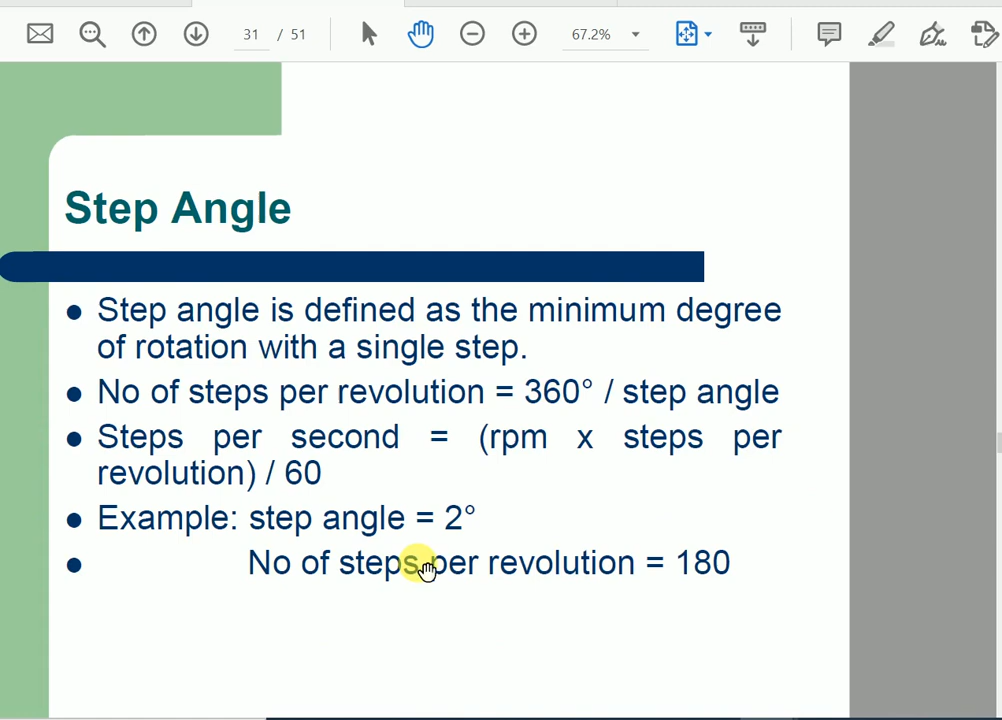 31 / 51
67.2%
Step Angle
● Step angle is defined as the minimum degree
of rotation with a single step.
● No of steps per revolution = 360° / step angle
● Steps per second = (rpm x steps per
revolution) / 60
● Example: step angle = 2°
● No of steps per revolution = 180